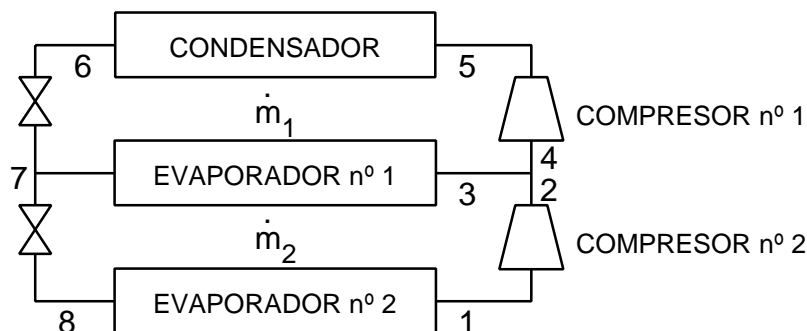 CONDENSADOR
6
5
ṁ1
COMPRESOR nº 1
4
7
EVAPORADOR nº 1
3
2
ṁ2
COMPRESOR nº 2
EVAPORADOR nº 2
8
1